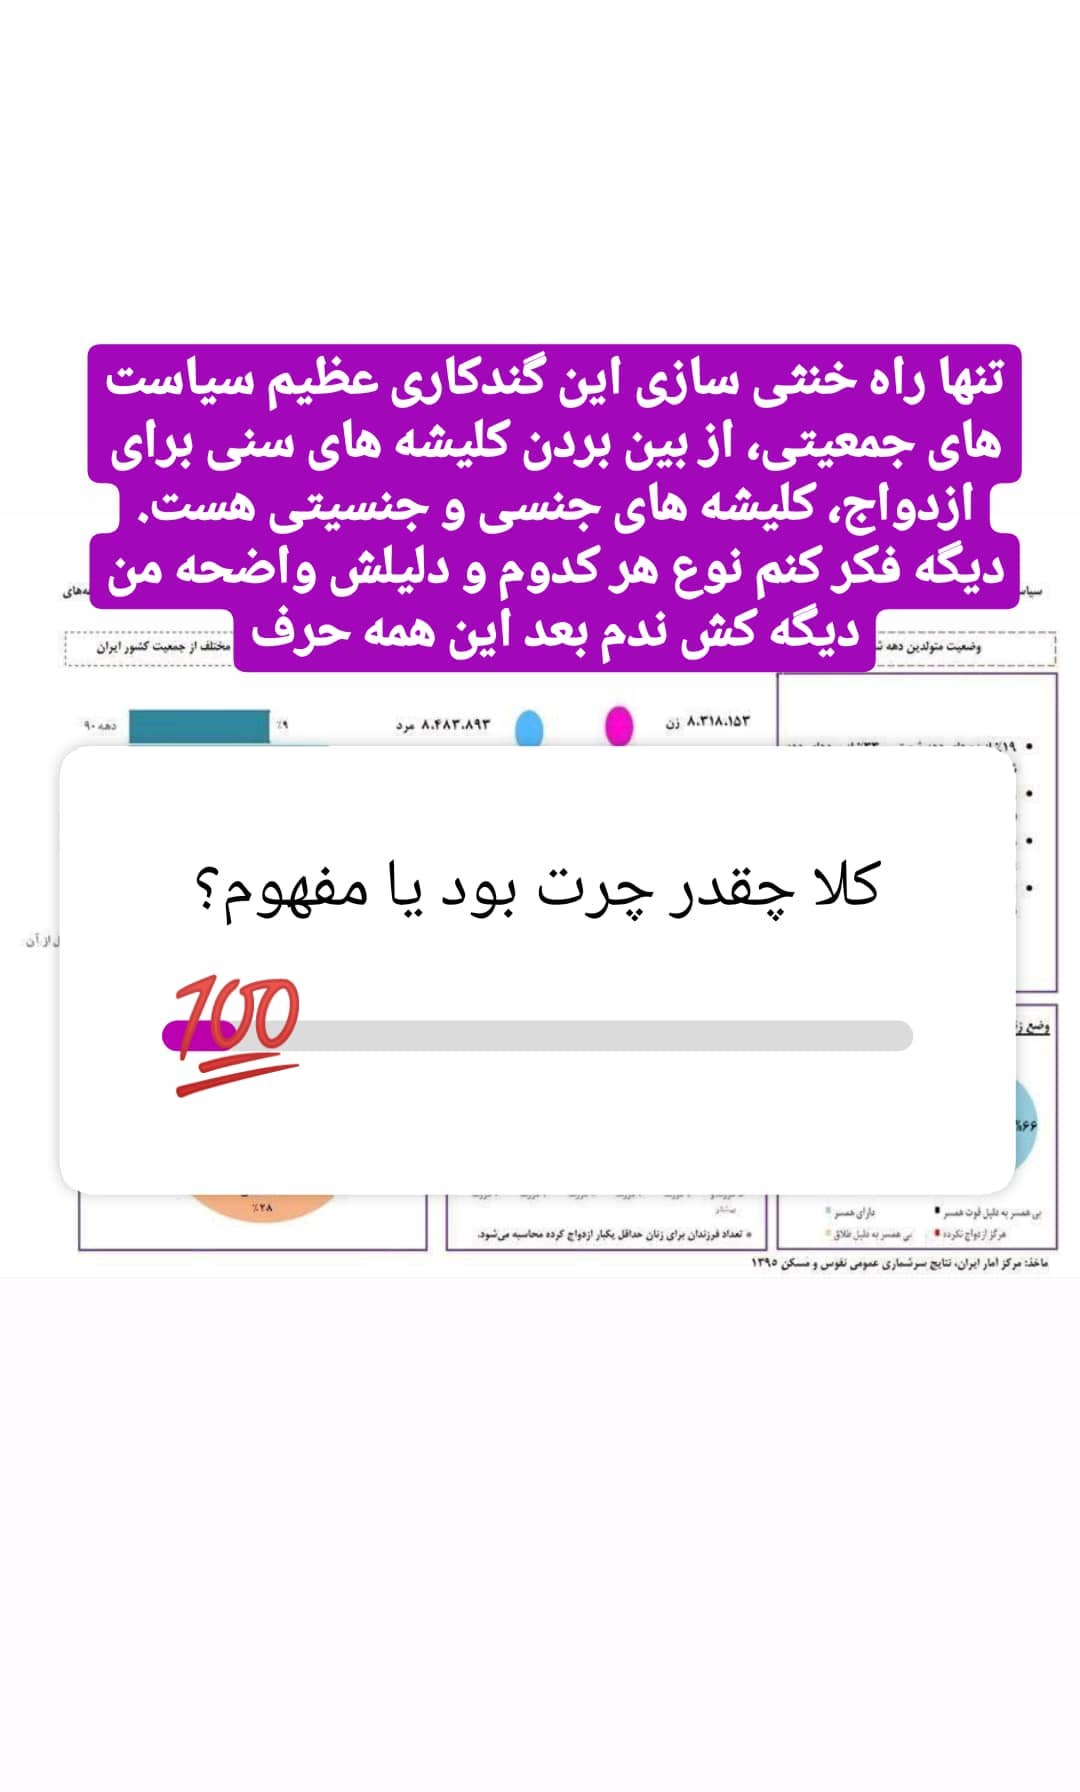 تنها راه خنثی سازی این گندکاری عظیم سیاست
های جمعیتی، از بین بردن کلیشه های سنی برای
ازدواج، کلیشه های جنسی و جنسیتی هست.
دیگه فکر کنم نوع هر کدوم و دلیلش واضحه من
دیگه کش ندم بعد این همه حرف
وضعیت متولدین دهه
مختلف از جمعیت کشور ایران
۸.۳۱۸.۱۵۳ زن
۸.۴۸۳.۸۹۳ مرد
٪۹
دهه ۹۰
٪۱۹
کلا چقدر چرت بود یا مفهوم؟
💯
ل از آن
٪۶۶
٪۲۸
بی همسر به دلیل فوت همسر
دارای همسر
هرگز ازدواج نکرده
بی همسر به دلیل طلاق
تعداد فرزندان برای زنان حداقل یکبار ازدواج کرده محاسبه می‌شود.
ماخذ: مرکز آمار ایران، نتایج سرشماری عمومی نفوس و مسکن ۱۳۹۵